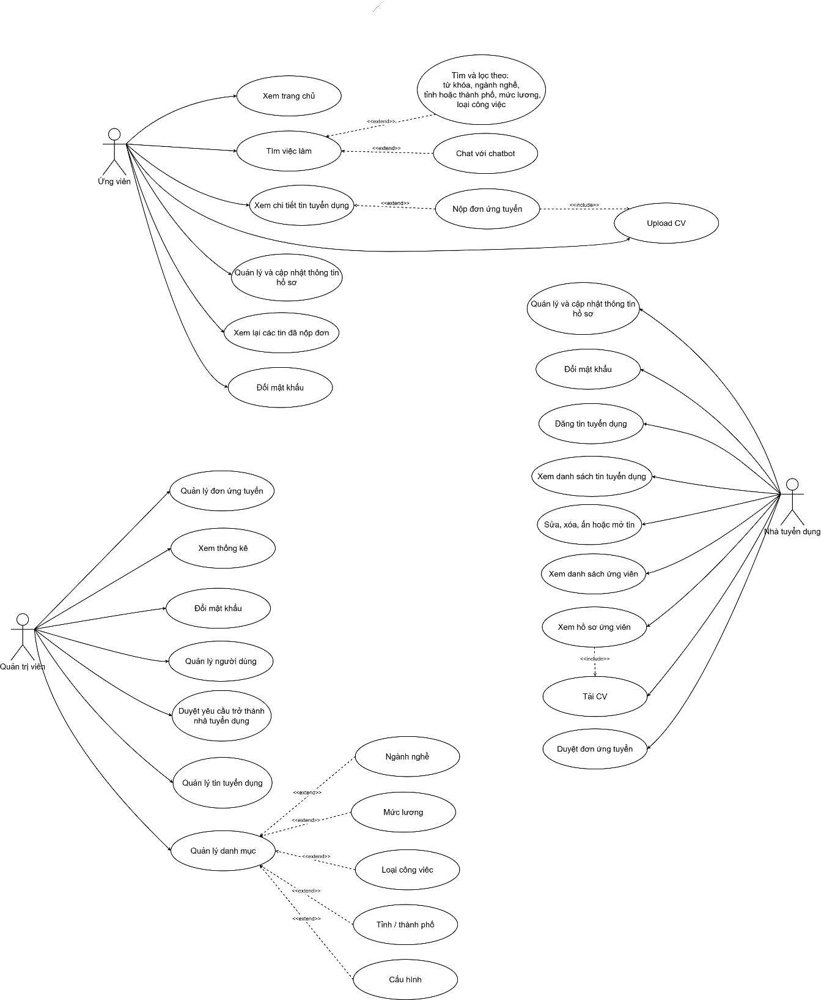 Tìm và lọc theo:
từ khóa, ngành nghề,
tỉnh hoặc thành phố, mức lương,
loại công việc
Xem trang chủ
<<extend>>
Tìm việc làm
<<extend>>
Chat với chatbot
Ứng viên
Xem chi tiết tin tuyển dụng
<<extend>>
Nộp đơn ứng tuyển
<<include>>
Upload CV
Quản lý và cập nhật thông tin
hồ sơ
Xem lại các tin đã nộp đơn
Đổi mật khẩu
Quản lý và cập nhật thông tin
hồ sơ
Đổi mật khẩu
Đăng tin tuyển dụng
Xem danh sách tin tuyển dụng
Sửa, xóa, ẩn hoặc mở tin
Nhà tuyển dụng
Xem danh sách ứng viên
Xem hồ sơ ứng viên
<<include>>
Tải CV
Duyệt đơn ứng tuyển
Quản lý đơn ứng tuyển
Xem thống kê
Đổi mật khẩu
Quản trị viên
Quản lý người dùng
Duyệt yêu cầu trở thành
nhà tuyển dụng
Quản lý tin tuyển dụng
Quản lý danh mục
<<extend>>
Ngành nghề
<<extend>>
Mức lương
<<extend>>
Loại công viêc
<<extend>>
Tỉnh / thành phố
<<extend>>
Cấu hình